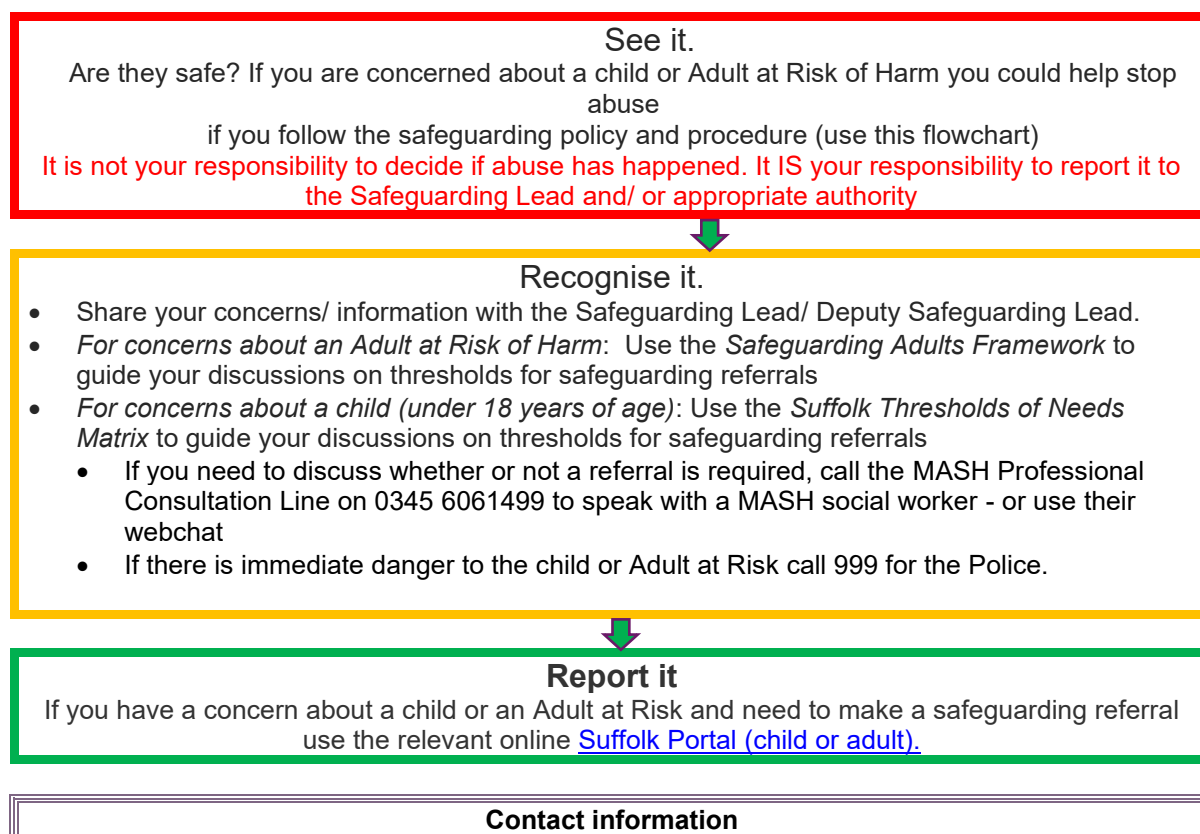 See it.
Are they safe? If you are concerned about a child or Adult at Risk of Harm you could help stop
abuse
if you follow the safeguarding policy and procedure (use this flowchart)
It is not your responsibility to decide if abuse has happened. It IS your responsibility to report it to
the Safeguarding Lead and/ or appropriate authority
Recognise it.
• Share your concerns/ information with the Safeguarding Lead/ Deputy Safeguarding Lead.
• For concerns about an Adult at Risk of Harm: Use the Safeguarding Adults Framework to
guide your discussions on thresholds for safeguarding referrals
• For concerns about a child (under 18 years of age): Use the Suffolk Thresholds of Needs
Matrix to guide your discussions on thresholds for safeguarding referrals
• If you need to discuss whether or not a referral is required, call the MASH Professional
Consultation Line on 0345 6061499 to speak with a MASH social worker - or use their
webchat
• If there is immediate danger to the child or Adult at Risk call 999 for the Police.
Report it
If you have a concern about a child or an Adult at Risk and need to make a safeguarding referral
use the relevant online Suffolk Portal (child or adult).
Contact information